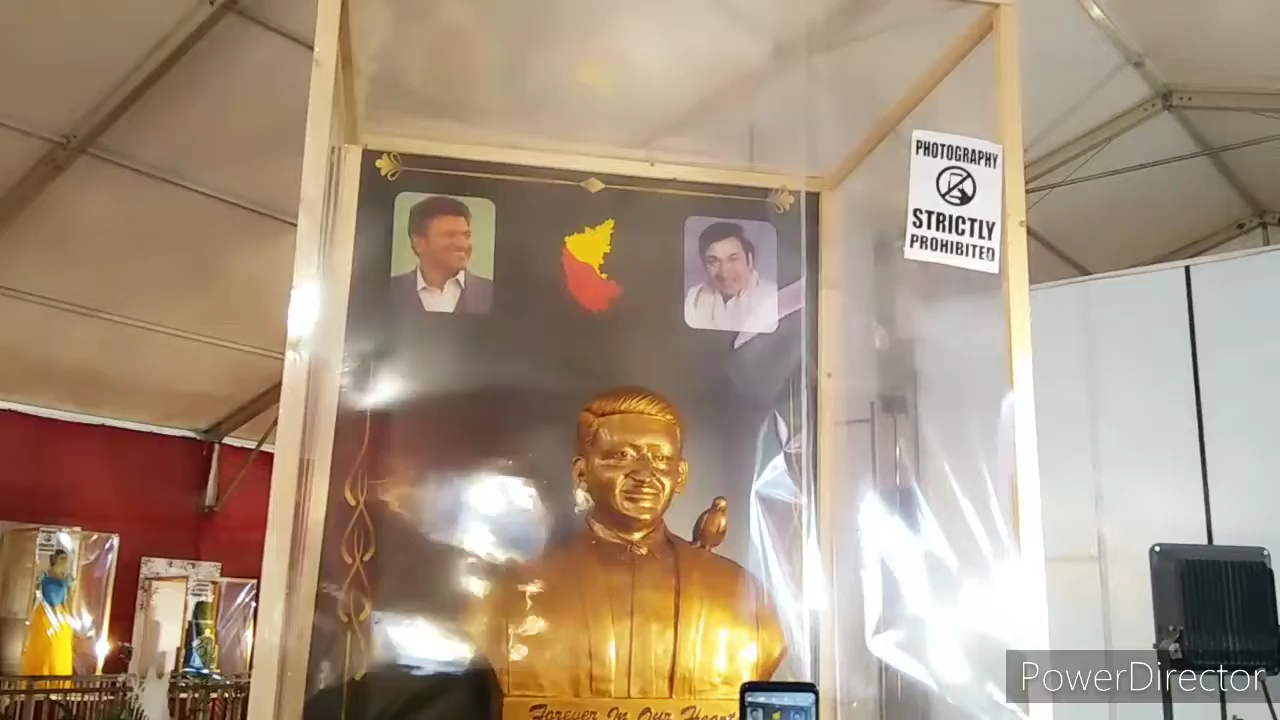 PHOTOGRAPHY
STRICTLY
PROHIBITED
Forever In Our Heart
PowerDirector